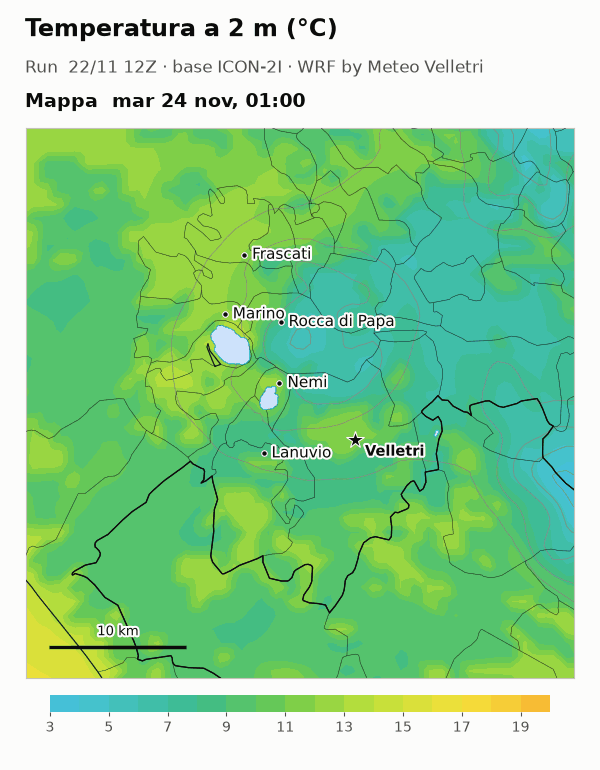 Temperatura a 2 m (°C)
Run  22/11 12Z · base ICON-2I · WRF by Meteo Velletri
Mappa  mar 24 nov, 01:00
Frascati
Marino
Rocca di Papa
Nemi
Velletri
Lanuvio
10 km
3 5 7 9 11 13 15 17 19